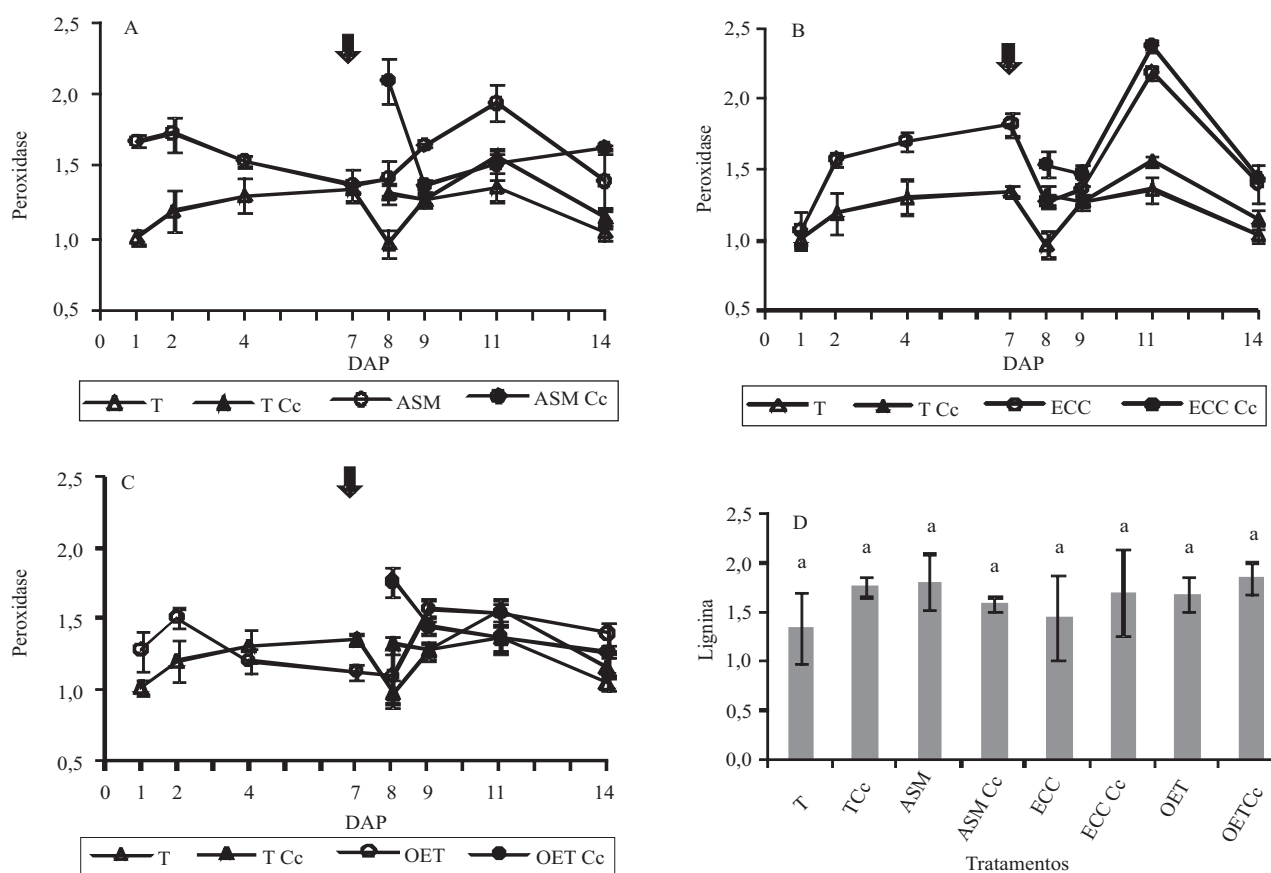 A
Peroxidase
2,5
2,0
1,5
1,0
0,5
0 1 2 4 7 8 9 11 14
DAP
T T Cc ASM ASM Cc
B
Peroxidase
2,5
2,0
1,5
1,0
0,5
0 1 2 4 7 8 9 11 14
DAP
T T Cc ECC ECC Cc
C
Peroxidase
2,5
2,0
1,5
1,0
0,5
0 1 2 4 7 8 9 11 14
DAP
T T Cc OET OET Cc
D
Lignina
2,5
2,0
1,5
1,0
0,5
0,0
a a a a a a a a
T TCc ASM ASM Cc ECC ECC Cc OET OETCc
Tratamentos